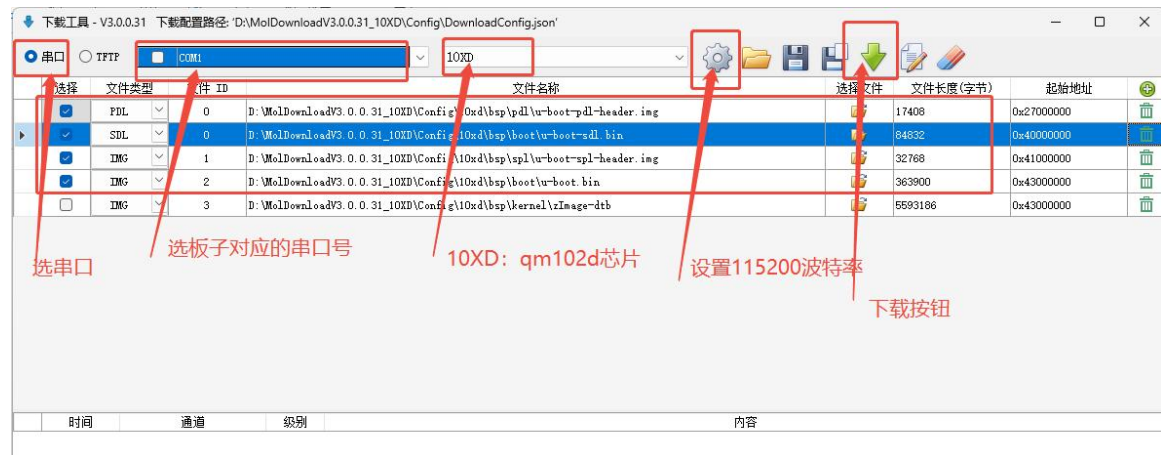 下载工具 - V3.0.0.31 下载配置路径: 'D:\MolDownloadV3.0.0.31_10XD\Config\DownloadConfig.json'
串口 TFTP COM1 10XD
选择 文件类型 文件 ID 文件名称 选择文件 文件长度(字节) 起始地址
PDL 0 D:\MolDownloadV3.0.0.31_10XD\Config\10xd\bsp\pdl\u-boot-pdl-header.img 17408 0x27000000
SDL 0 D:\MolDownloadV3.0.0.31_10XD\Config\10xd\bsp\boot\u-boot-sdl.bin 84832 0x40000000
IMG 1 D:\MolDownloadV3.0.0.31_10XD\Config\10xd\bsp\spl\u-boot-spl-header.img 32768 0x41000000
IMG 2 D:\MolDownloadV3.0.0.31_10XD\Config\10xd\bsp\boot\u-boot.bin 363900 0x43000000
IMG 3 D:\MolDownloadV3.0.0.31_10XD\Config\10xd\bsp\kernel\zImage-dtb 5593186 0x43000000
选串口
选板子对应的串口号
10XD：qm102d芯片
设置115200波特率
下载按钮
时间 通道 级别 内容